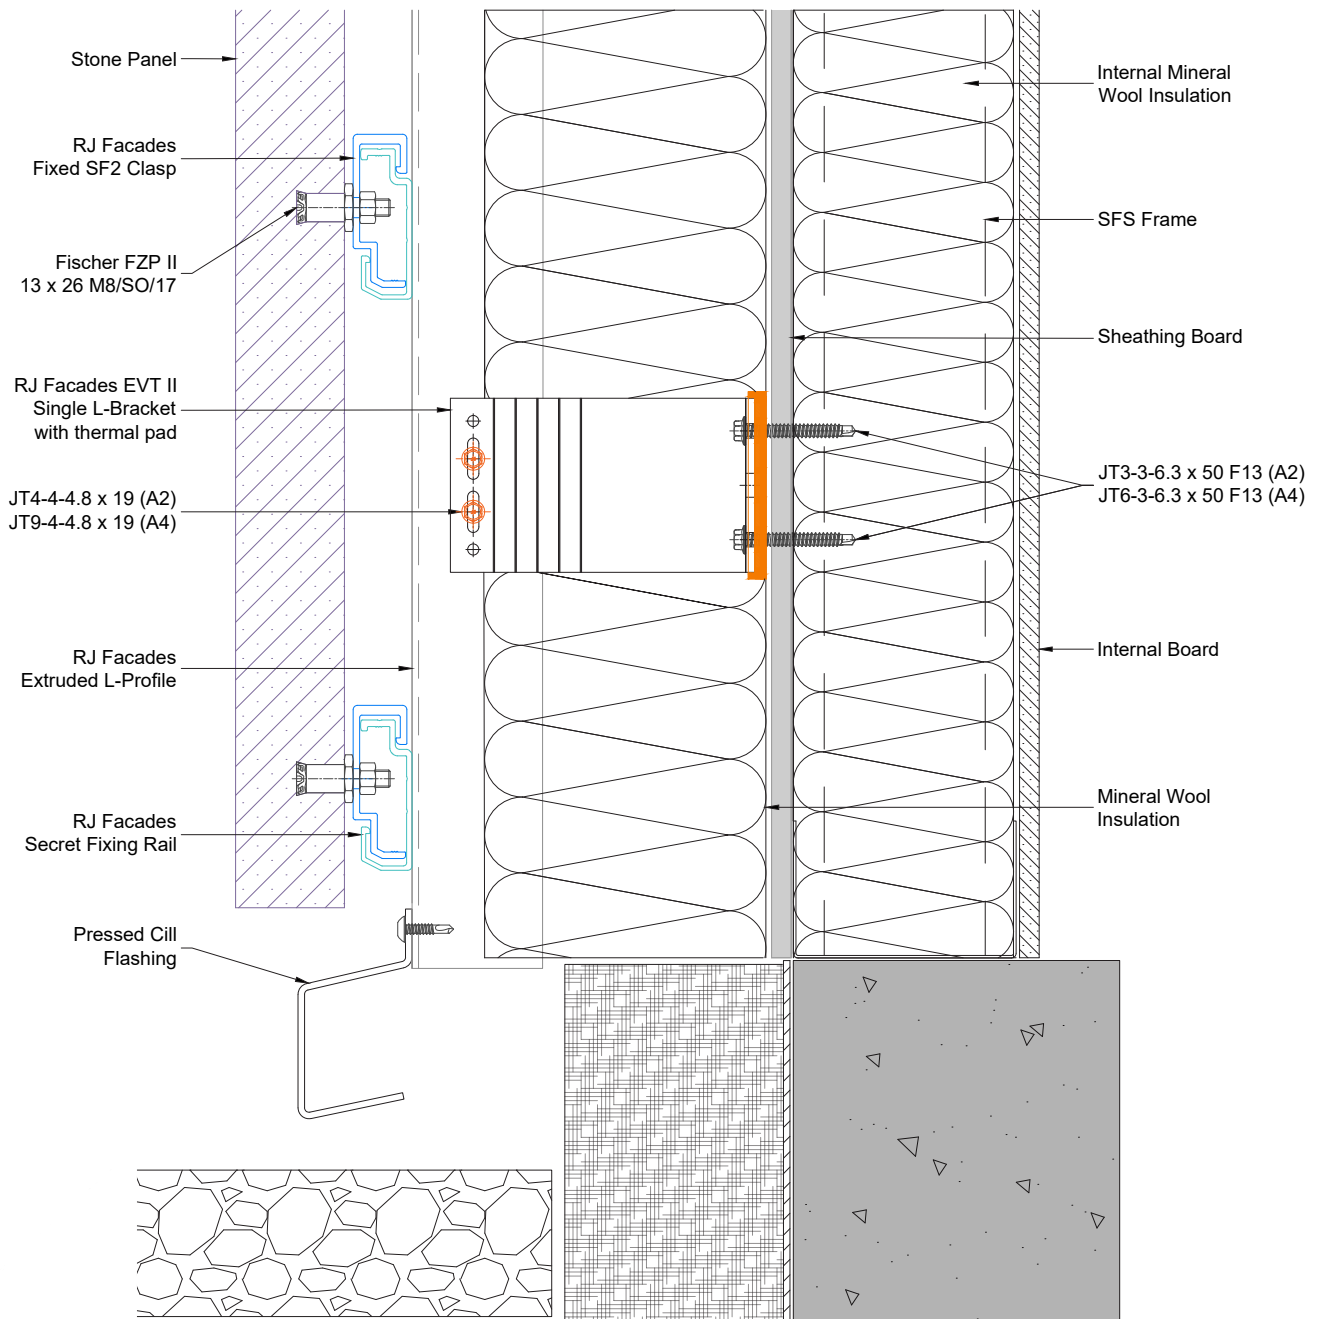 Stone Panel
RJ Facades
Fixed SF2 Clasp
Fischer FZP II
13 x 26 M8/SO/17
RJ Facades EVT II
Single L-Bracket
with thermal pad
JT4-4-4.8 x 19 (A2)
JT9-4-4.8 x 19 (A4)
RJ Facades
Extruded L-Profile
RJ Facades
Secret Fixing Rail
Pressed Cill
Flashing
Internal Mineral
Wool Insulation
SFS Frame
Sheathing Board
JT3-3-6.3 x 50 F13 (A2)
JT6-3-6.3 x 50 F13 (A4)
Internal Board
Mineral Wool
Insulation